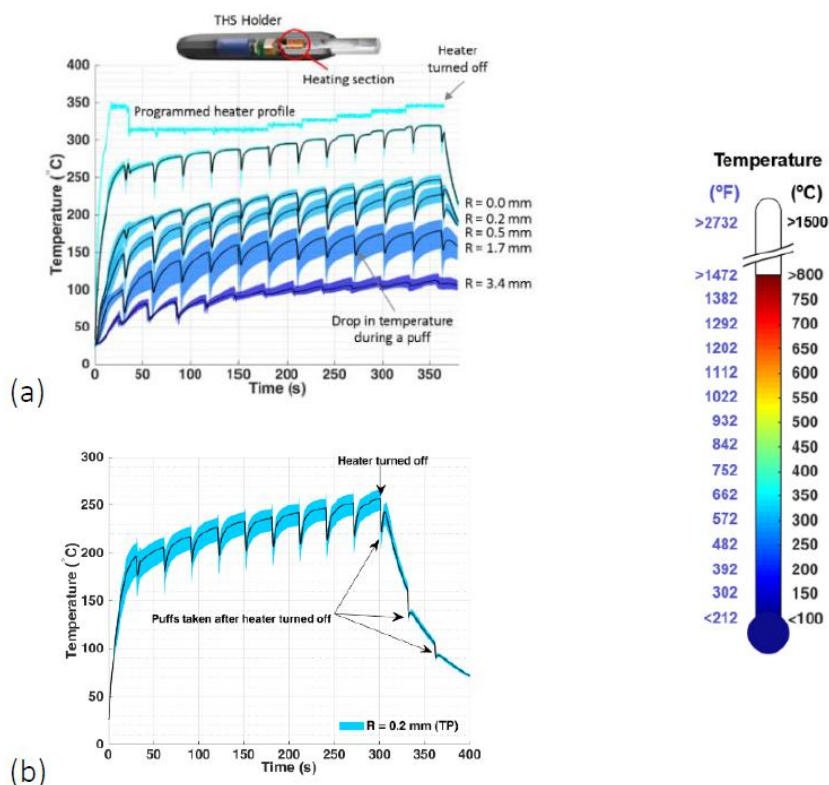 THS Holder
Heating section
Heater
turned off
Programmed heater profile
400
350
300
250
200
150
100
50
0
Temperature (°C)
R = 0.0 mm
R = 0.2 mm
R = 0.5 mm
R = 1.7 mm
R = 3.4 mm
Drop in temperature
during a puff
0 50 100 150 200 250 300 350
Time (s)
(a)
300
250
200
150
100
50
0
Temperature (°C)
Heater turned off
Puffs taken after heater turned off
R = 0.2 mm (TP)
0 50 100 150 200 250 300 350 400
Time (s)
(b)
Temperature
(°F) (°C)
>2732 >1500
>1472 >800
1382 750
1292 700
1202 650
1112 600
1022 550
932 500
842 450
752 400
662 350
572 300
482 250
392 200
302 150
<212 <100